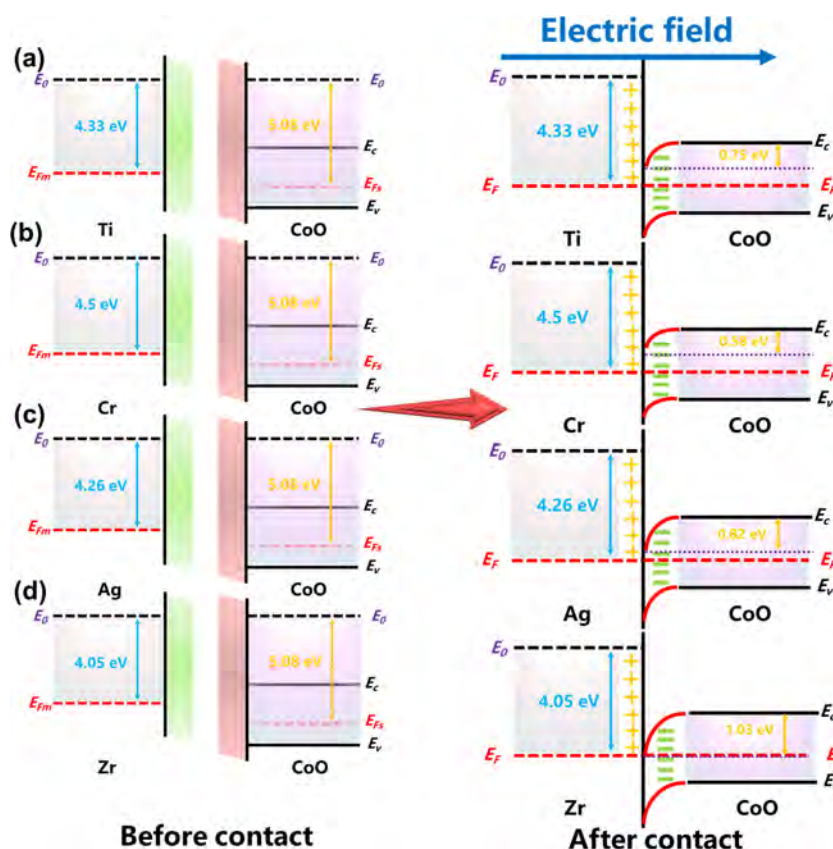 Electric field
(a)
E0
4.33 eV
EFm
Ti
E0
5.08 eV
Ec
EFs
Ev
CoO
E0
4.33 eV
EF
Ti
Ec
0.75 eV
Ev
CoO
(b)
E0
4.5 eV
EFm
Cr
E0
5.08 eV
Ec
EFs
Ev
CoO
E0
4.5 eV
EF
Cr
Ec
0.58 eV
Ev
CoO
(c)
E0
4.26 eV
EFm
Ag
E0
5.08 eV
Ec
EFs
Ev
CoO
E0
4.26 eV
EF
Ag
Ec
0.82 eV
Ev
CoO
(d)
E0
4.05 eV
EFm
Zr
E0
5.08 eV
Ec
EFs
Ev
CoO
E0
4.05 eV
EF
Zr
1.03 eV
CoO
Before contact
After contact